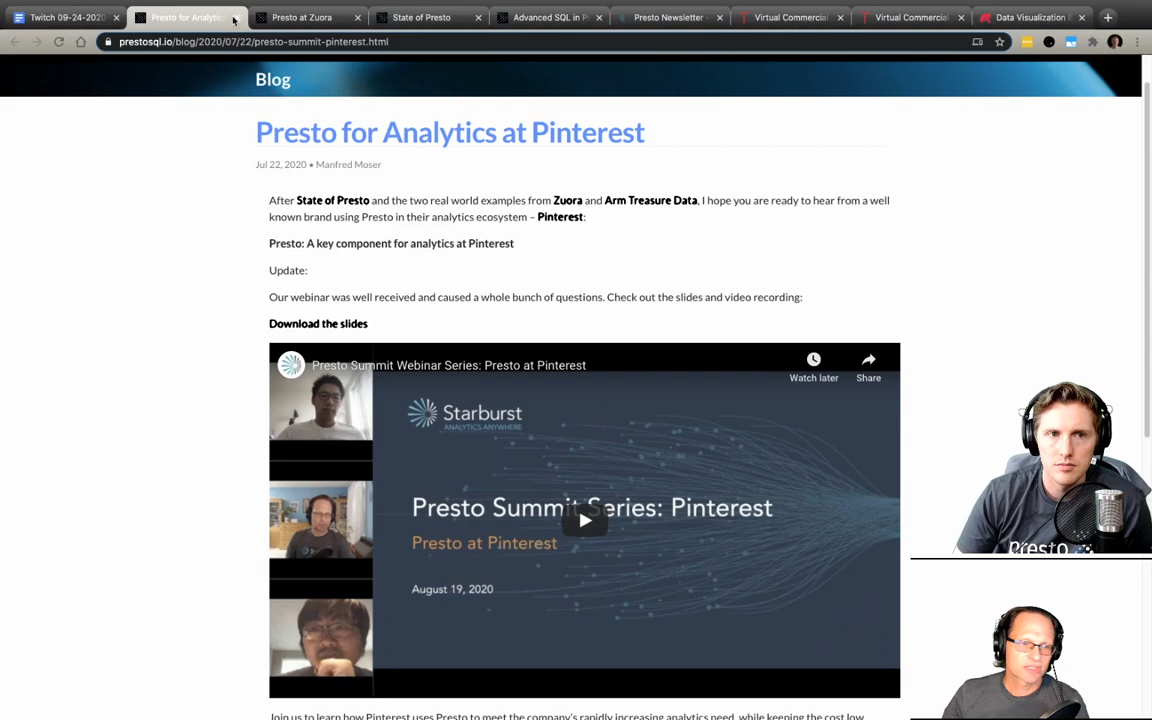 Twitch 09-24-2020
Presto for Analytic
Presto at Zuora
State of Presto
Advanced SQL in P
Presto Newsletter -
Virtual Commercial
Virtual Commercial
Data Visualization
prestosql.io/blog/2020/07/22/presto-summit-pinterest.html
Blog
Presto for Analytics at Pinterest
Jul 22, 2020 • Manfred Moser
After State of Presto and the two real world examples from Zuora and Arm Treasure Data, I hope you are ready to hear from a well
known brand using Presto in their analytics ecosystem – Pinterest:
Presto: A key component for analytics at Pinterest
Update:
Our webinar was well received and caused a whole bunch of questions. Check out the slides and video recording:
Download the slides
Presto Summit Webinar Series: Presto at Pinterest
Watch later
Share
Starburst
ANALYTICS ANYWHERE
Presto Summit Series: Pinterest
Presto at Pinterest
August 19, 2020
presto
Join us to learn how Pinterest uses Presto to meet the company's rapidly increasing analytics need, while keeping the cost low